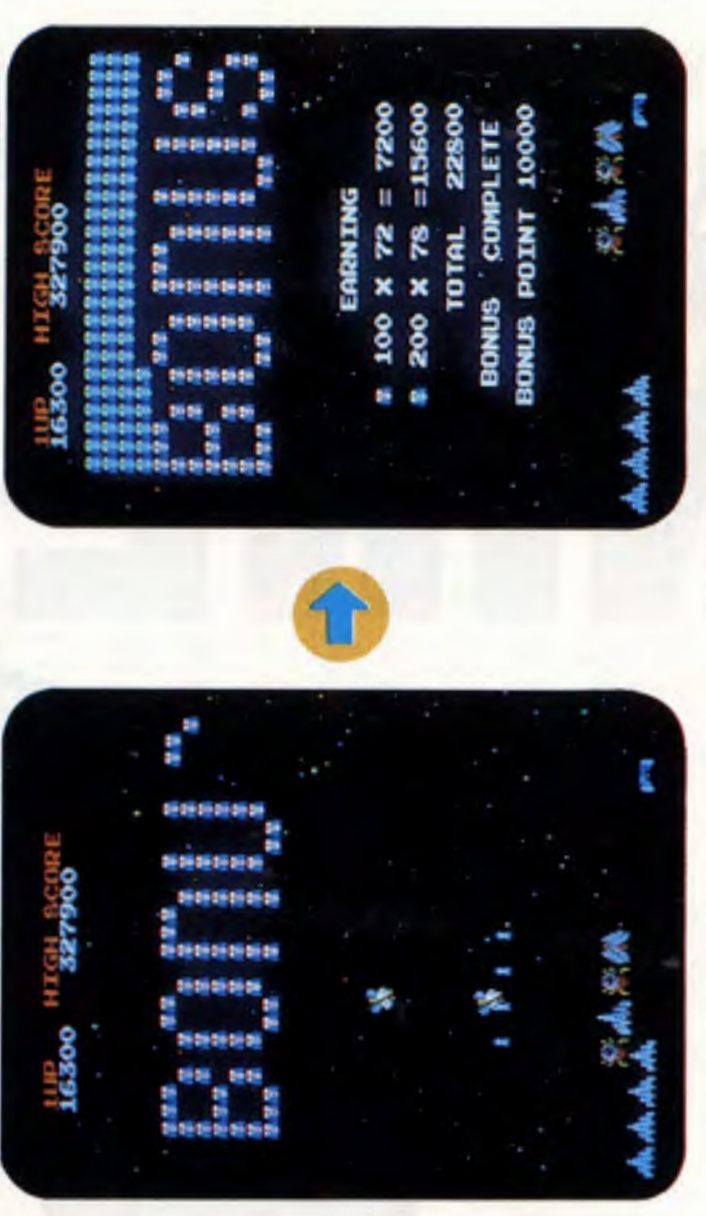 1UP HIGH SCORE
16300 327900
BONU
1UP HIGH SCORE
16300 327900
BONUS
EARNING
100 X 72 = 7200
200 X 78 =15600
TOTAL 22800
BONUS COMPLETE
BONUS POINT 10000